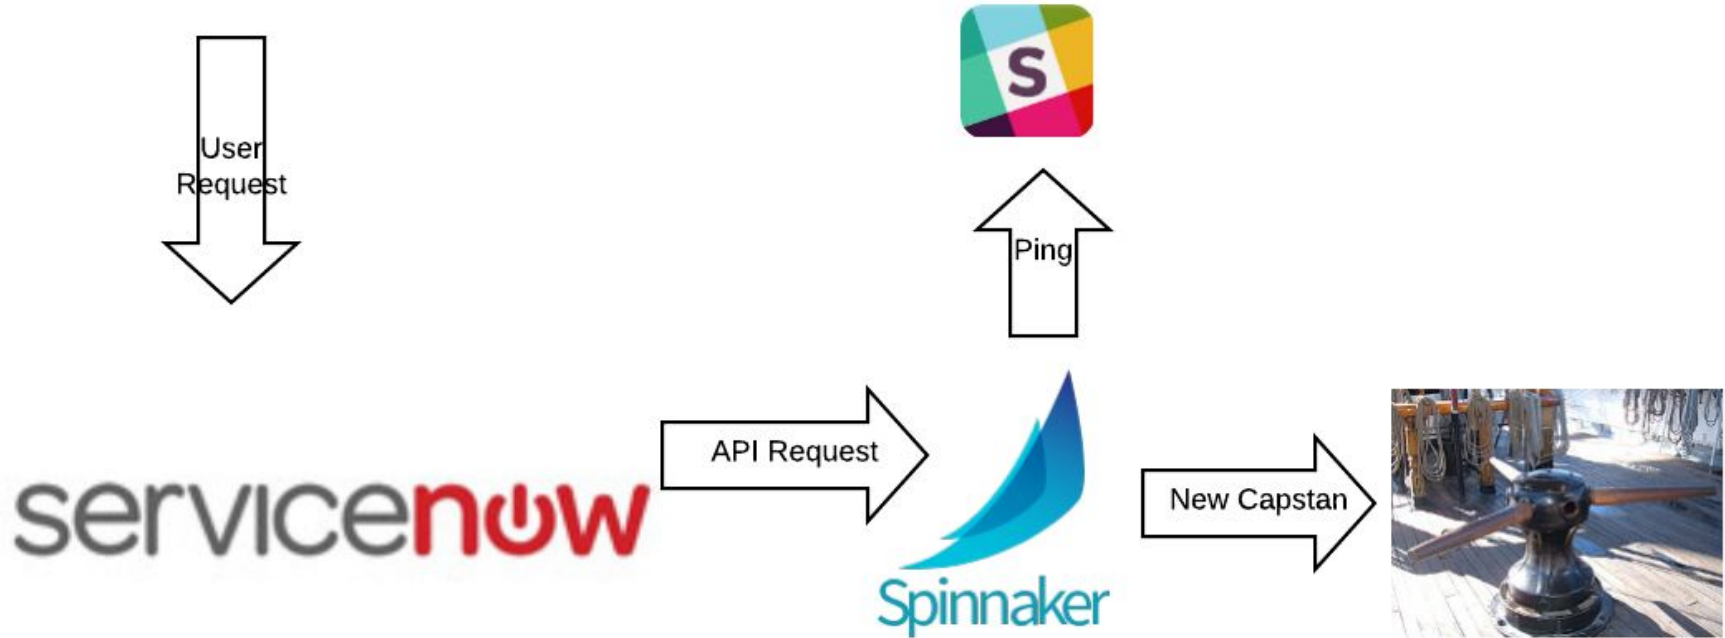 S
User
Request
Ping
API Request
New Capstan
servicenow
Spinnaker